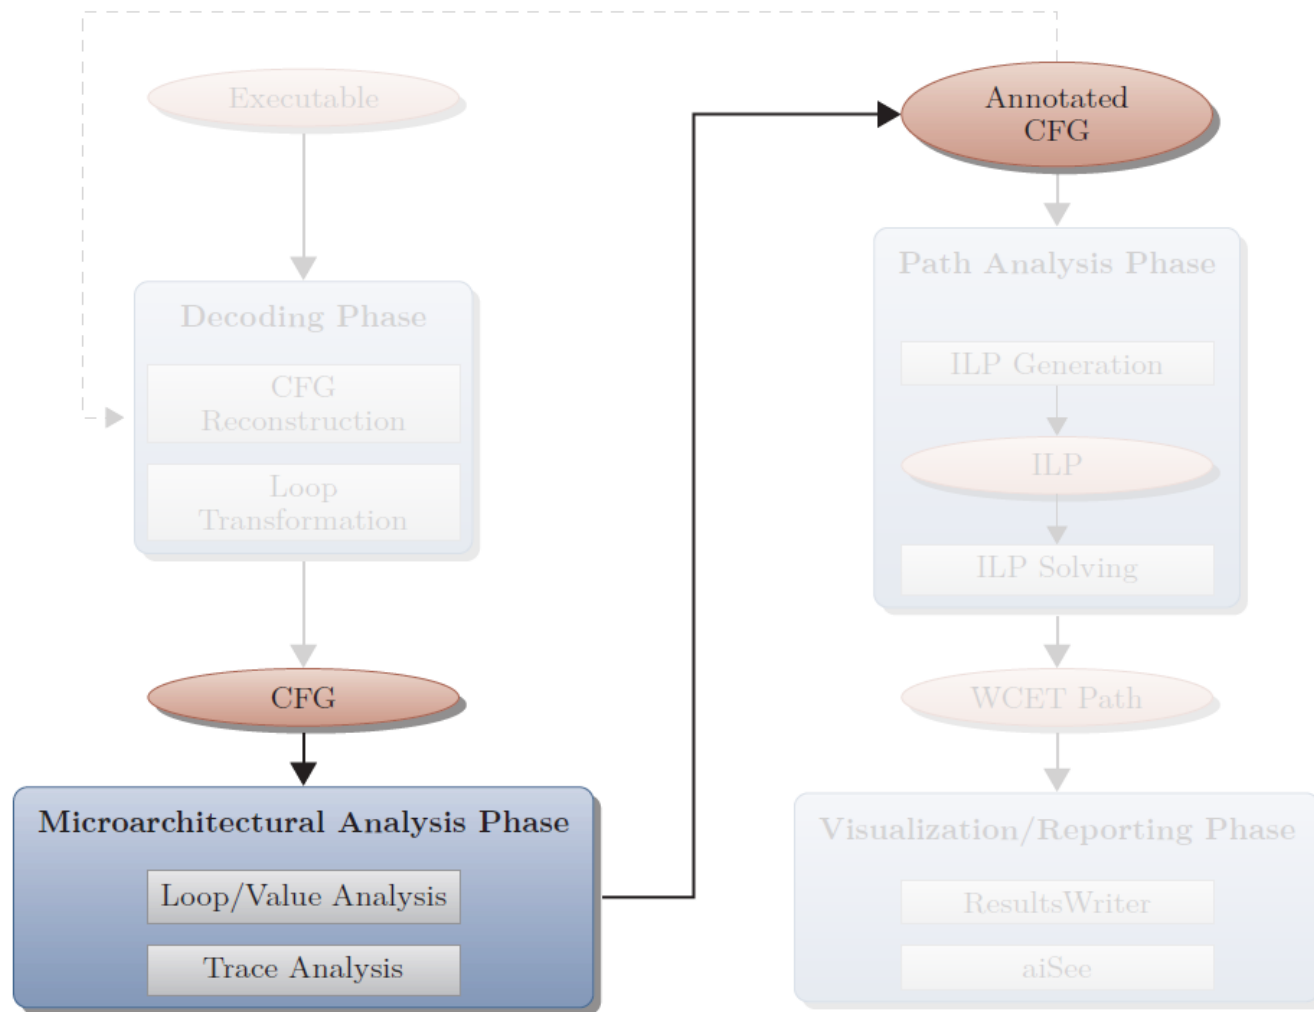 Executable
Decoding Phase
CFG
Reconstruction
Loop
Transformation
CFG
Microarchitectural Analysis Phase
Loop/Value Analysis
Trace Analysis
Annotated
CFG
Path Analysis Phase
ILP Generation
ILP
ILP Solving
WCET Path
Visualization/Reporting Phase
ResultsWriter
aiSee